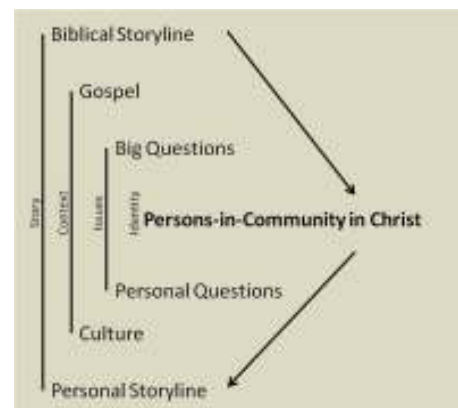 Biblical Storyline
Gospel
Big Questions
Story
Context
Issues
Identity
Persons-in-Community in Christ
Personal Questions
Culture
Personal Storyline